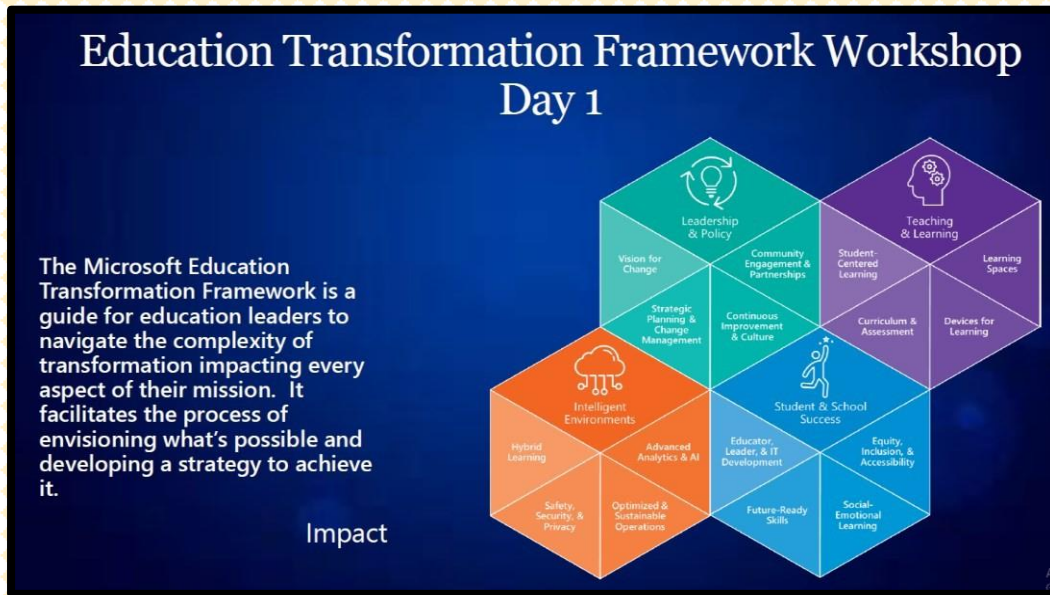 Education Transformation Framework Workshop
Day 1
The Microsoft Education
Transformation Framework is a
guide for education leaders to
navigate the complexity of
transformation impacting every
aspect of their mission.  It
facilitates the process of
envisioning what's possible and
developing a strategy to achieve
it.
Impact
Leadership
& Policy
Vision for
Change
Community
Engagement &
Partnerships
Strategic
Planning &
Change
Management
Continuous
Improvement
& Culture
Teaching
& Learning
Student-
Centered
Learning
Learning
Spaces
Curriculum &
Assessment
Devices for
Learning
Intelligent
Environments
Hybrid
Learning
Advanced
Analytics & AI
Safety,
Security, &
Privacy
Optimized &
Sustainable
Operations
Student & School
Success
Educator,
Leader, & IT
Development
Equity,
Inclusion, &
Accessibility
Future-Ready
Skills
Social-
Emotional
Learning